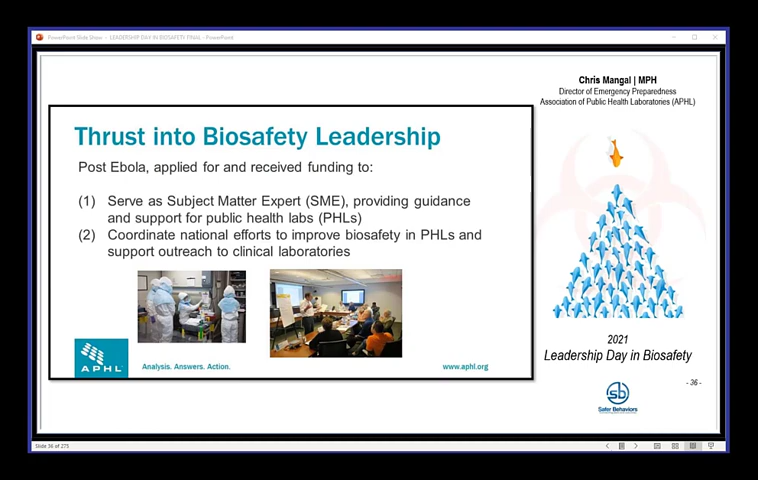 PowerPoint Slide Show - LEADERSHIP DAY IN BIOSAFETY FINAL - PowerPoint
Chris Mangal | MPH
Director of Emergency Preparedness
Association of Public Health Laboratories (APHL)
Thrust into Biosafety Leadership
Post Ebola, applied for and received funding to:
(1) Serve as Subject Matter Expert (SME), providing guidance
and support for public health labs (PHLs)
(2) Coordinate national efforts to improve biosafety in PHLs and
support outreach to clinical laboratories
APHL
Analysis. Answers. Action.
www.aphl.org
2021
Leadership Day in Biosafety
- 36 -
sb
Safer Behaviors
Slide 36 of 275